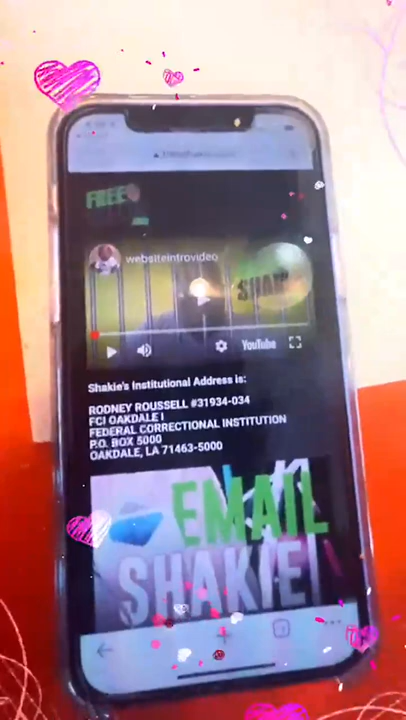 FREE
websiteintrovideo
SHAKIE
YouTube
Shakie's Institutional Address is:
RODNEY ROUSSELL #31934-034
FCI OAKDALE I
FEDERAL CORRECTIONAL INSTITUTION
P.O. BOX 5000
OAKDALE, LA 71463-5000
EMAIL
SHAKIE